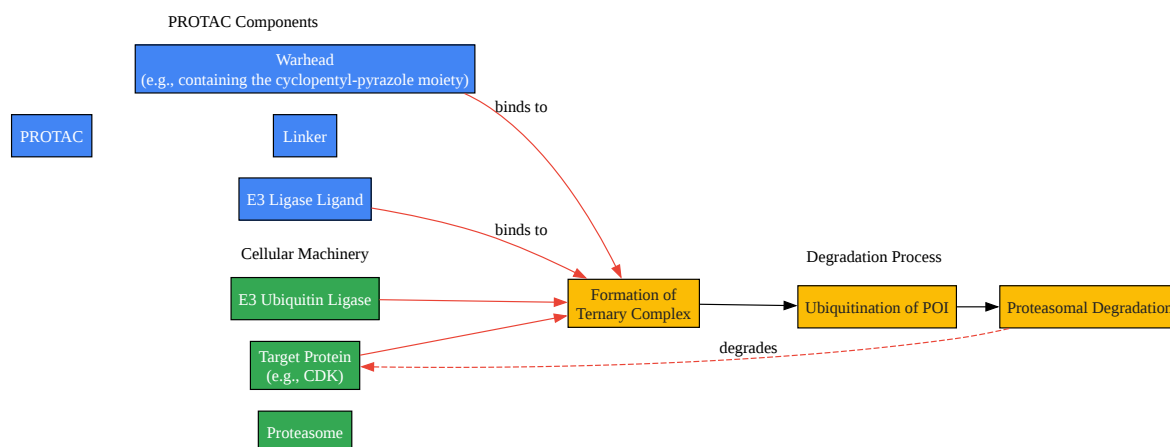 PROTAC Components
Warhead
(e.g., containing the cyclopentyl-pyrazole moiety)
binds to
PROTAC
Linker
E3 Ligase Ligand
binds to
Cellular Machinery
Degradation Process
E3 Ubiquitin Ligase
Formation of
Ternary Complex
Ubiquitination of POI
Proteasomal Degradation
degrades
Target Protein
(e.g., CDK)
Proteasome